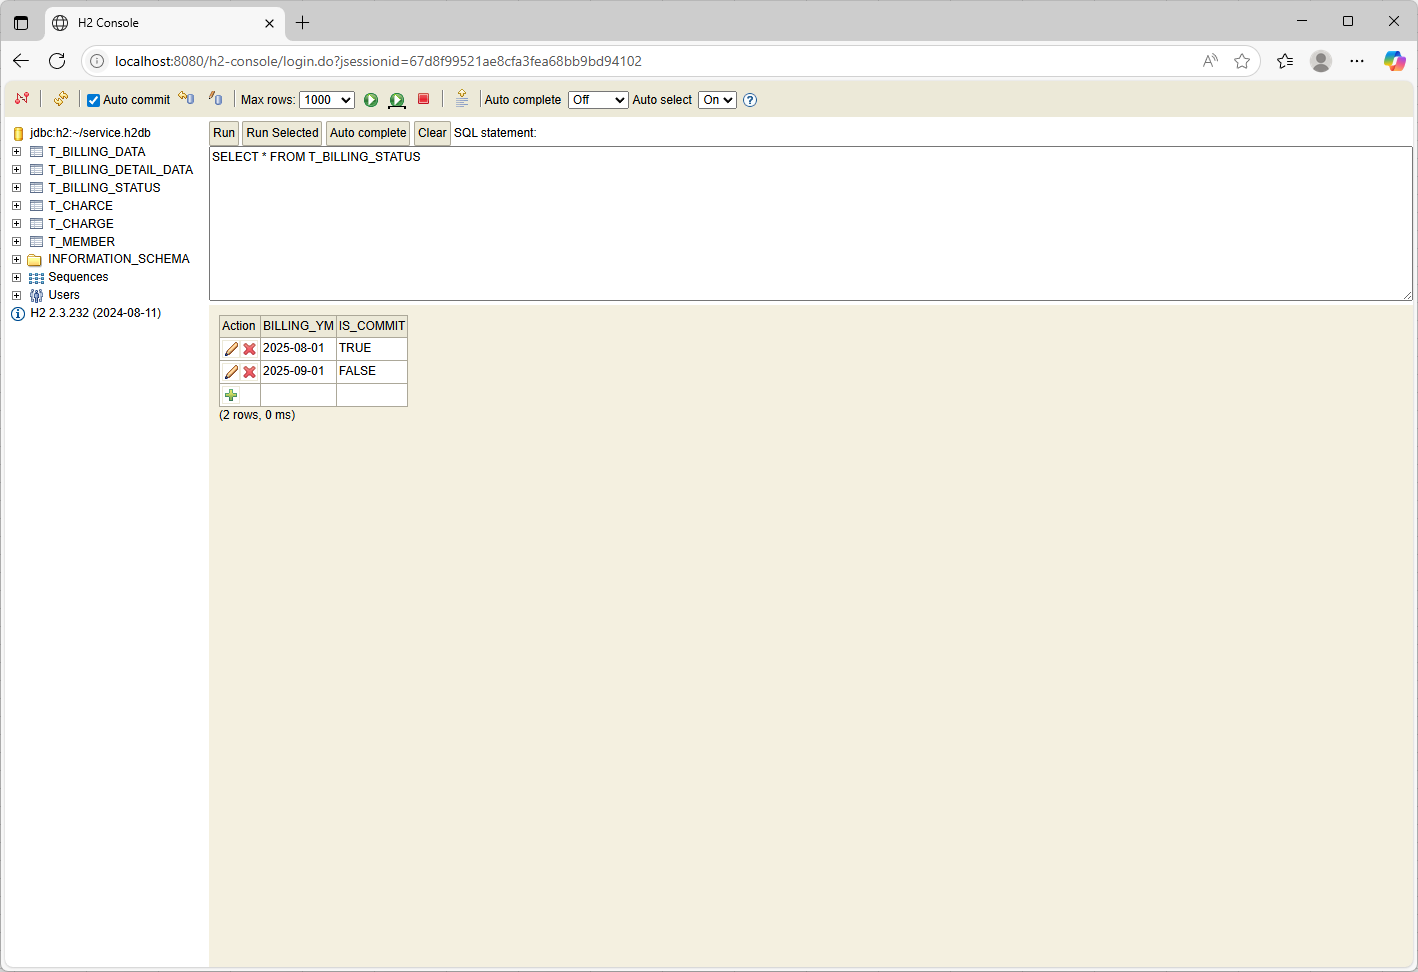 H2 Console
localhost:8080/h2-console/login.do?jsessionid=67d8f99521ae8cfa3fea68bb9bd94102
Auto commit Max rows: 1000 Auto complete Off Auto select On
jdbc:h2:~/service.h2db
T_BILLING_DATA
T_BILLING_DETAIL_DATA
T_BILLING_STATUS
T_CHARCE
T_CHARGE
T_MEMBER
INFORMATION_SCHEMA
Sequences
Users
H2 2.3.232 (2024-08-11)
Run Run Selected Auto complete Clear SQL statement:
SELECT * FROM T_BILLING_STATUS
Action BILLING_YM IS_COMMIT
2025-08-01 TRUE
2025-09-01 FALSE
(2 rows, 0 ms)